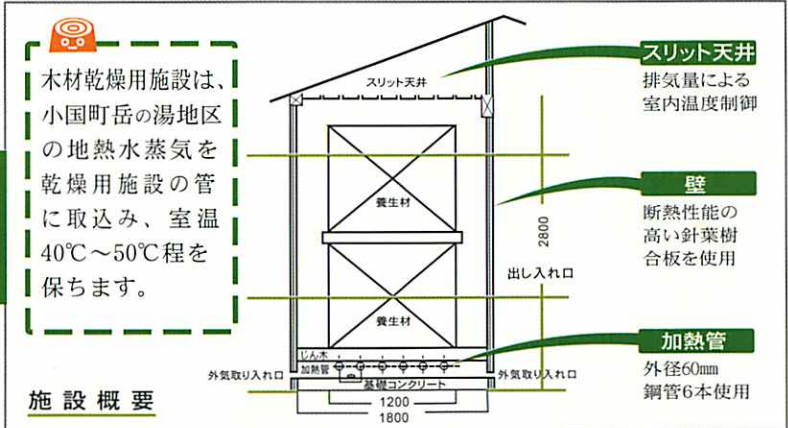 木材乾燥用施設は、
小国町岳の湯地区
の地熱水蒸気を
乾燥用施設の管
に取込み、室温
40℃～50℃程を
保ちます。
施設概要
スリット天井
養生材
養生材
じん木
加熱管
外気取り入れ口
外気取り入れ口
基礎コンクリート
1200
1800
2800
出し入れ口
スリット天井
排気量による
室内温度制御
壁
断熱性能の
高い針葉樹
合板を使用
加熱管
外径60mm
鋼管6本使用